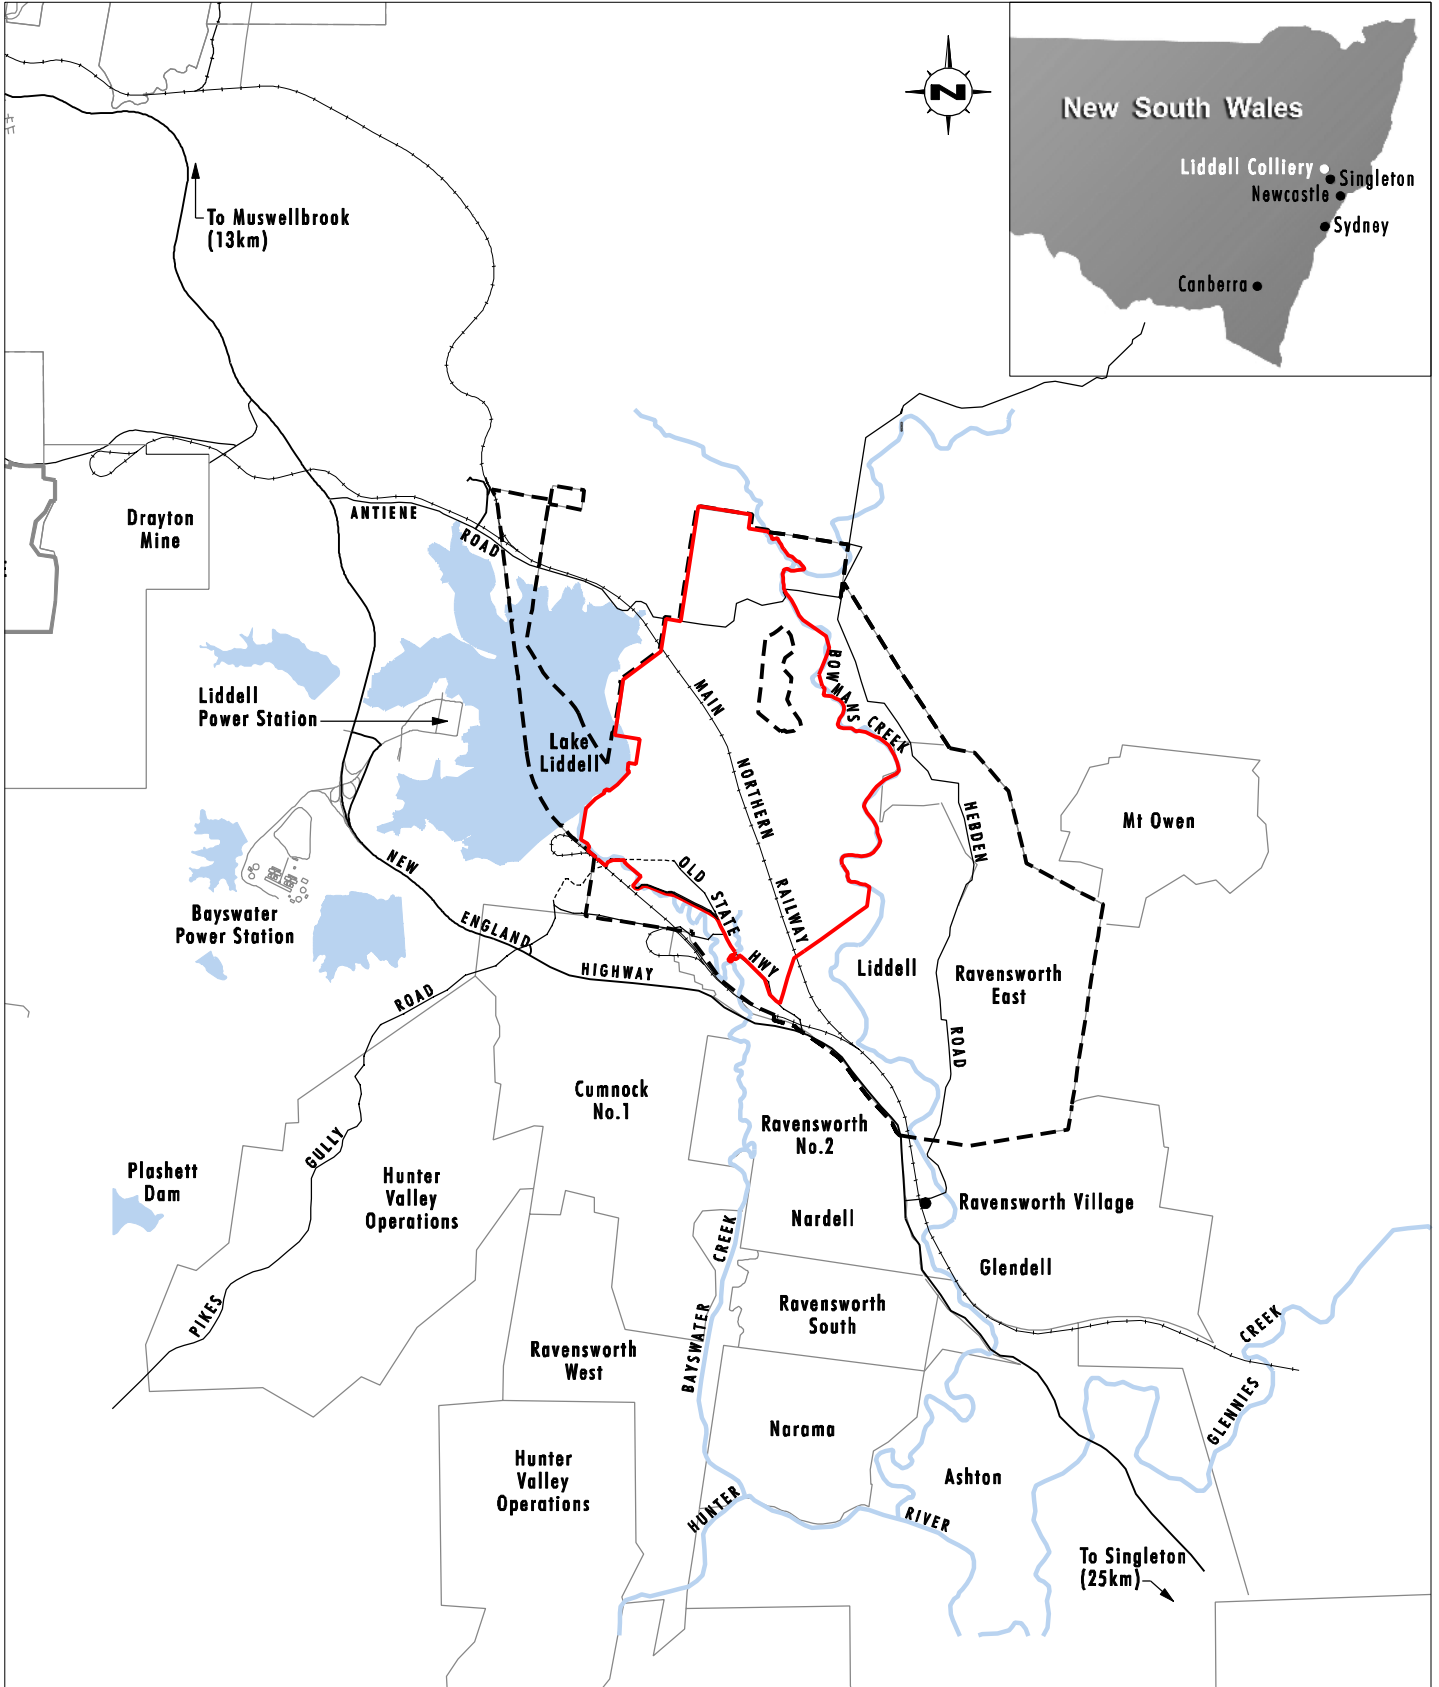 N
New South Wales
Liddell Colliery
Singleton
Newcastle
Sydney
Canberra
To Muswellbrook
(13km)
Drayton
Mine
ANTIENE
ROAD
Liddell
Power Station
Lake
Liddell
MAIN
NORTHERN
RAILWAY
BOWMANS CREEK
HEBDEN
ROAD
Mt Owen
NEW
ENGLAND
HIGHWAY
OLD STATE
HWY
Bayswater
Power Station
Liddell
Ravensworth
East
PIKES
GULLY
ROAD
Cumnock
No.1
Ravensworth
No.2
Plashett
Dam
Hunter
Valley
Operations
Nardell
Ravensworth Village
Glendell
BAYSWATER
CREEK
Ravensworth
South
Ravensworth
West
GLENNIES
CREEK
Narama
Hunter
Valley
Operations
Ashton
HUNTER
RIVER
To Singleton
(25km)